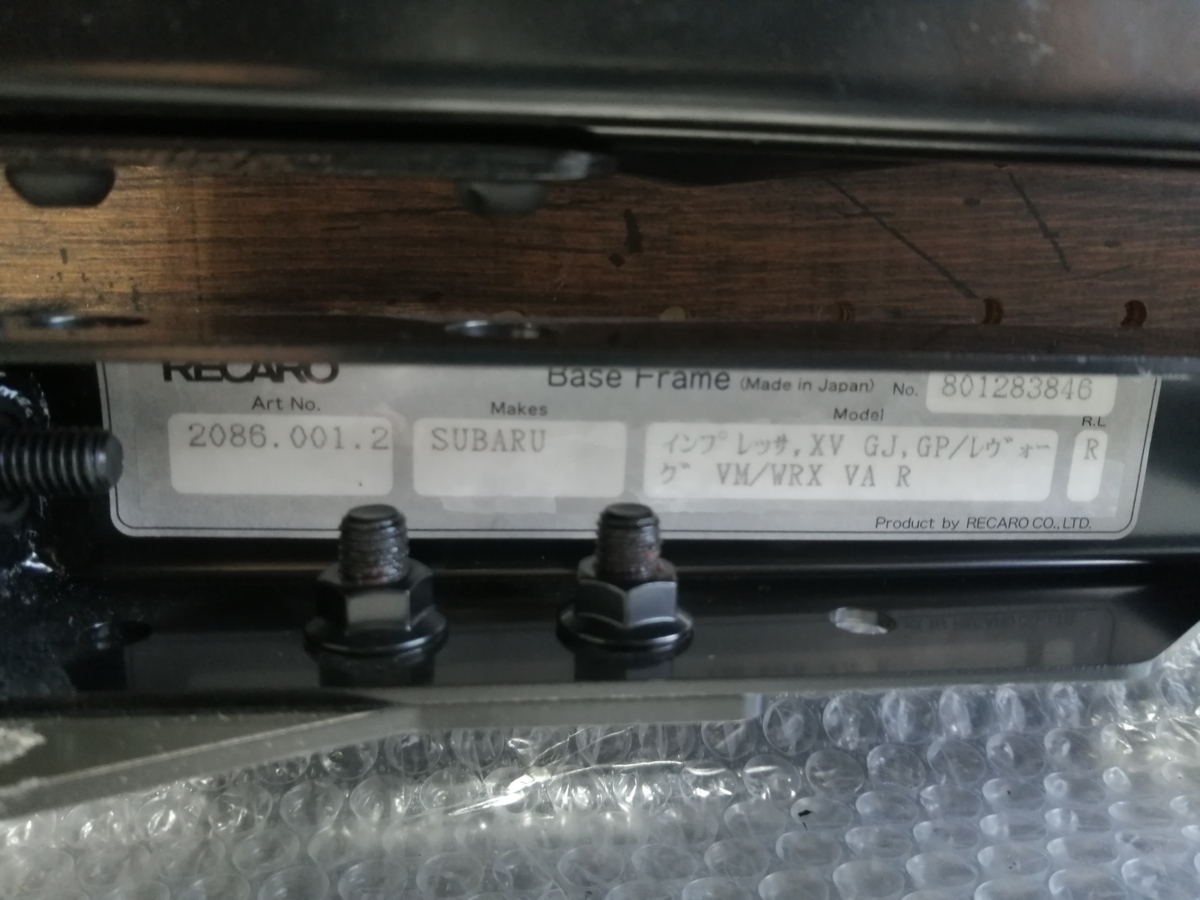 RECARO
Base Frame (Made in Japan) No. 801283846
Art No. Makes Model R.L
2086.001.2 SUBARU インプレッサ,XV GJ,GP/レヴォー R
グ VM/WRX VA R
Product by RECARO CO.,LTD.